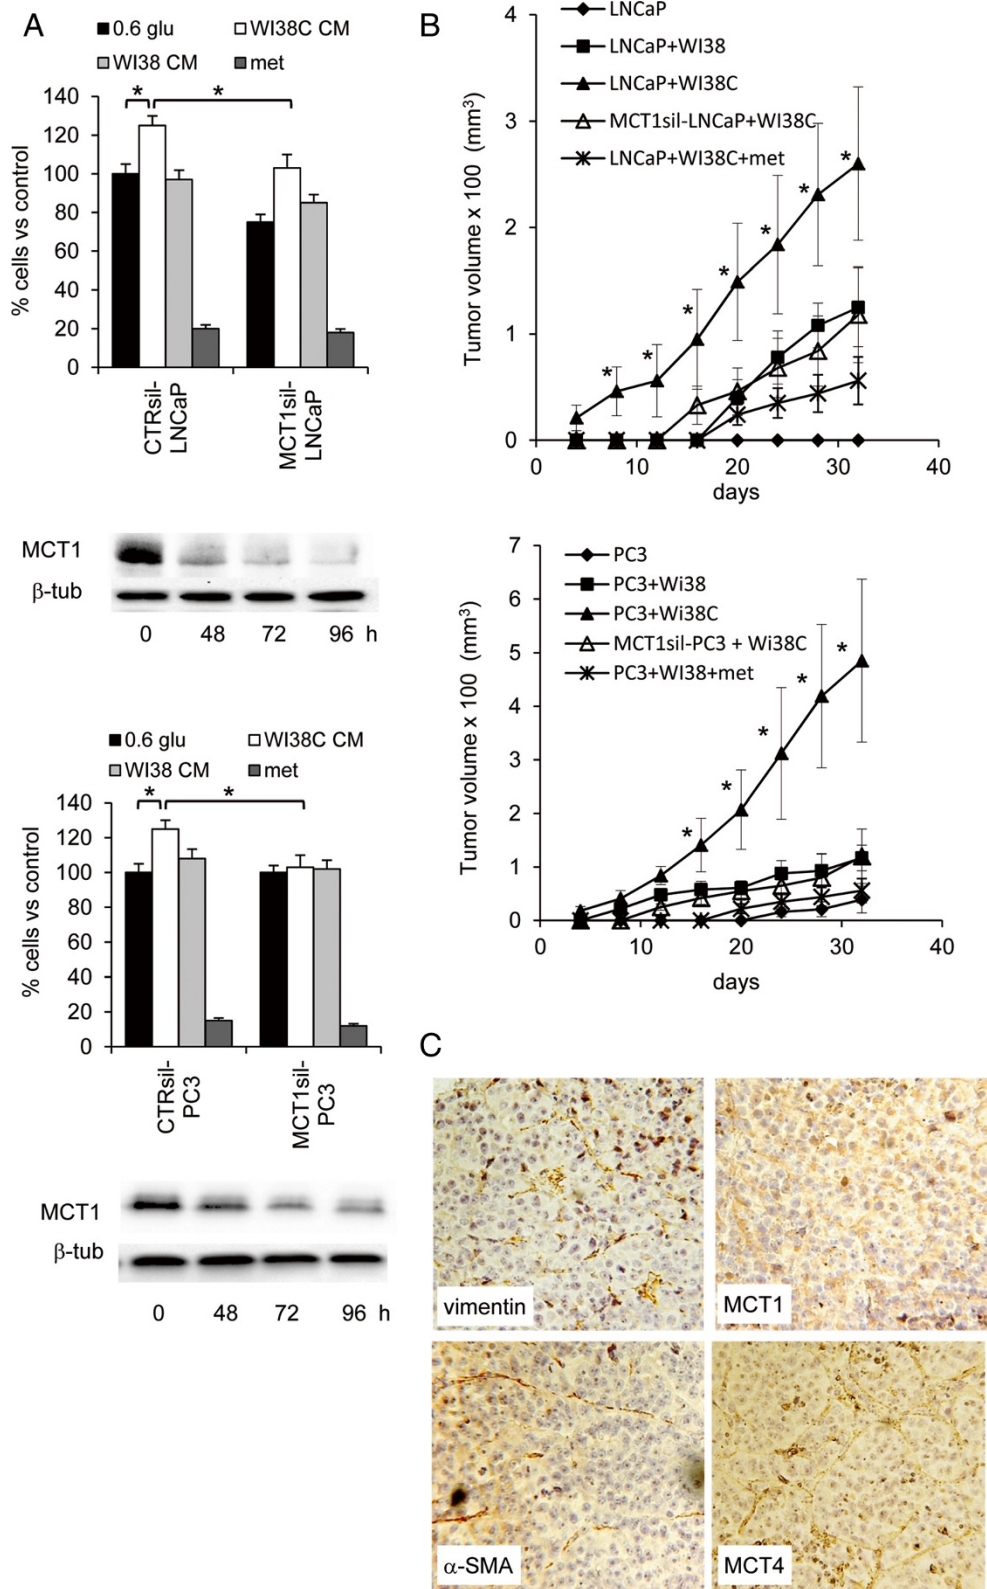 A
0.6 glu
WI38C CM
WI38 CM
met
% cells vs control
140
120
100
80
60
40
20
0
*
*
CTRsil-
LNCaP
MCT1sil-
LNCaP
MCT1
β-tub
0 48 72 96 h
0.6 glu
WI38C CM
WI38 CM
met
% cells vs control
140
120
100
80
60
40
20
0
*
*
CTRsil-
PC3
MCT1sil-
PC3
MCT1
β-tub
0 48 72 96 h
B
LNCaP
LNCaP+WI38
LNCaP+WI38C
MCT1sil-LNCaP+WI38C
LNCaP+WI38C+met
Tumor volume x 100 (mm³)
4
3
2
1
0
* * * * * * * *
0 10 20 30 40
days
PC3
PC3+Wi38
PC3+Wi38C
MCT1sil-PC3 + Wi38C
PC3+WI38+met
Tumor volume x 100 (mm³)
7
6
5
4
3
2
1
0
* * * * *
0 10 20 30 40
days
C
vimentin
MCT1
α-SMA
MCT4